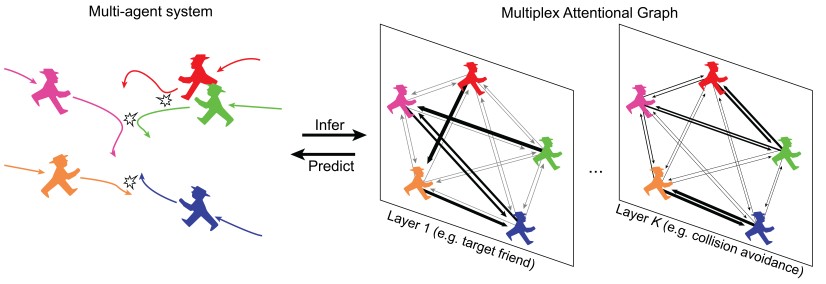 Multi-agent system
Multiplex Attentional Graph
Infer
Predict
...
Layer 1 (e.g. target friend)
Layer K (e.g. collision avoidance)